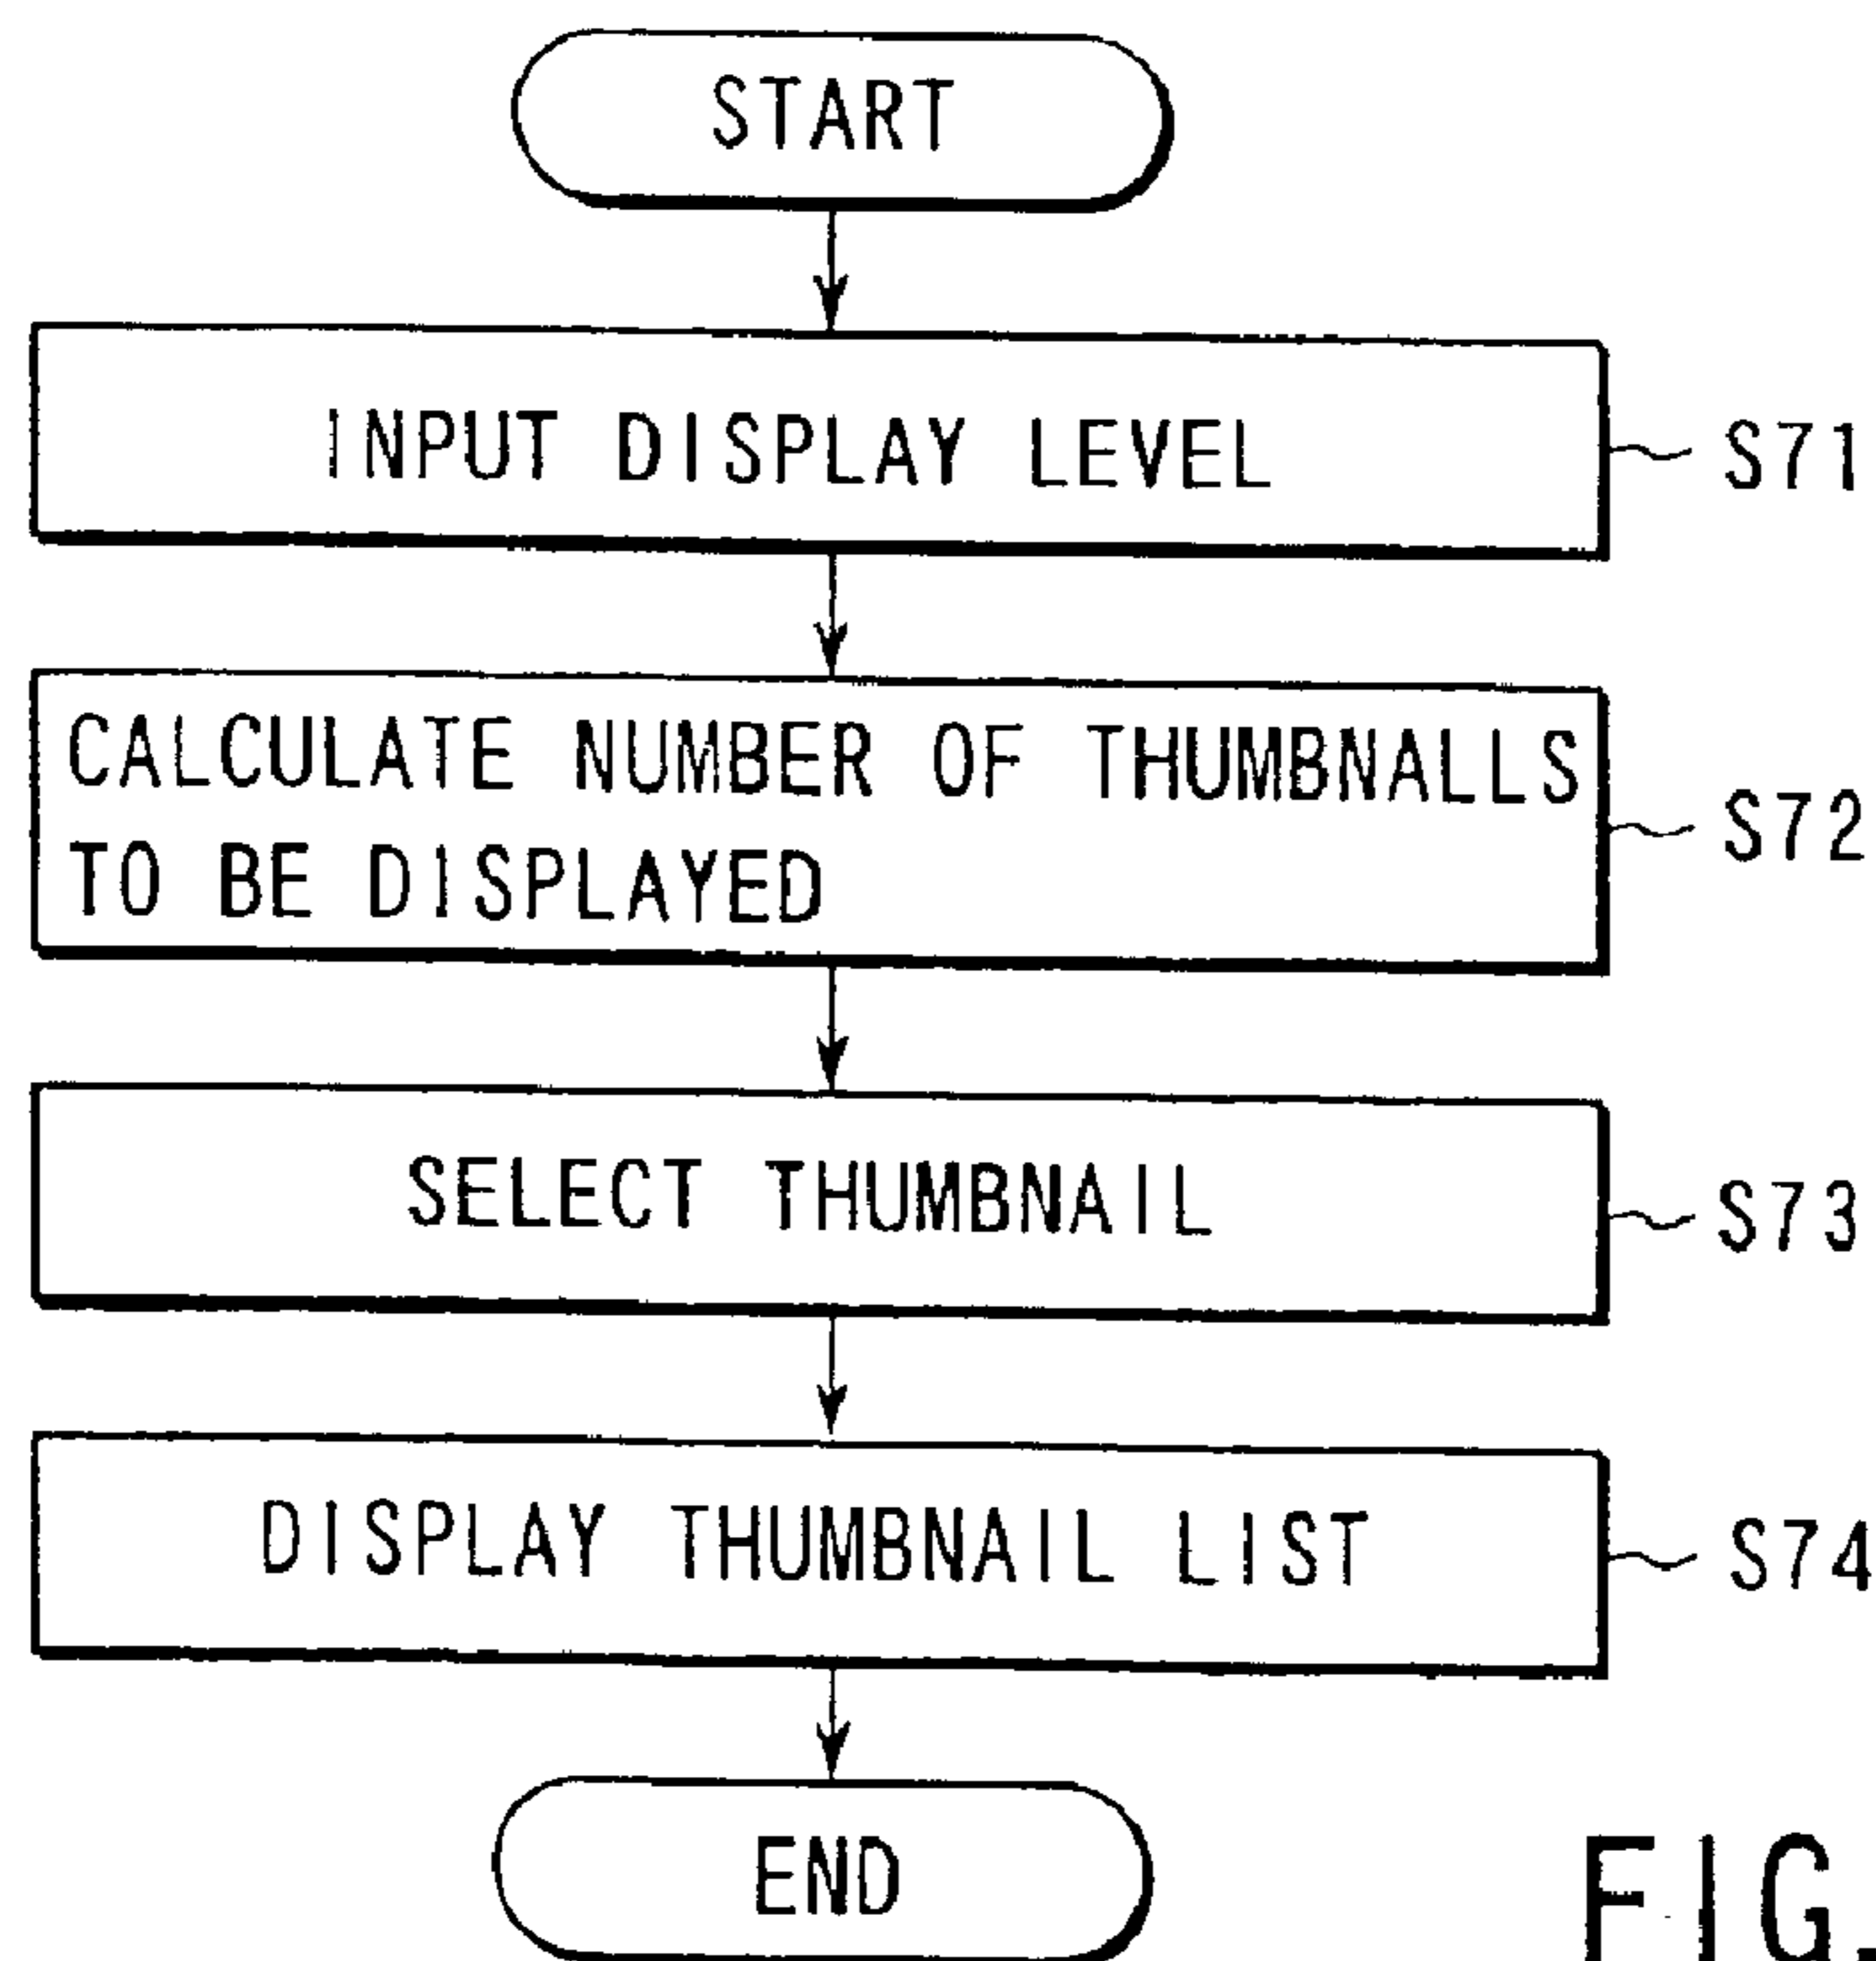 START
INPUT DISPLAY LEVEL
S71
CALCULATE NUMBER OF THUMBNALLS
TO BE DISPLAYED
S72
SELECT THUMBNAIL
S73
DISPLAY THUMBNAIL LIST
S74
END
FIG.